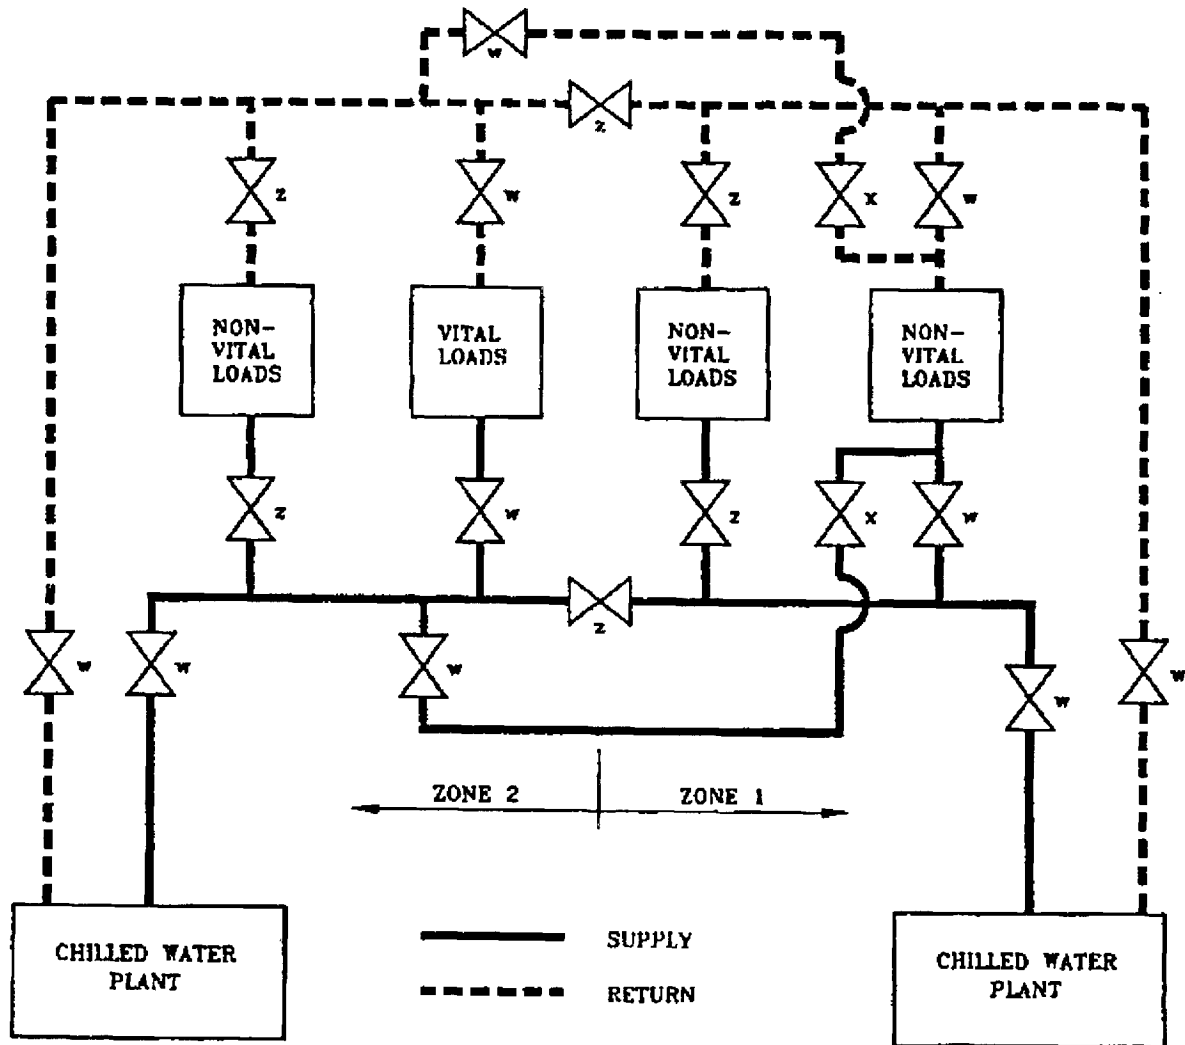 W
Z
Z
W
Z
X
W
NON-
VITAL
LOADS
VITAL
LOADS
NON-
VITAL
LOADS
NON-
VITAL
LOADS
Z
W
Z
X
W
Z
W
W
W
W
W
ZONE 2
ZONE 1
CHILLED WATER
PLANT
SUPPLY
RETURN
CHILLED WATER
PLANT